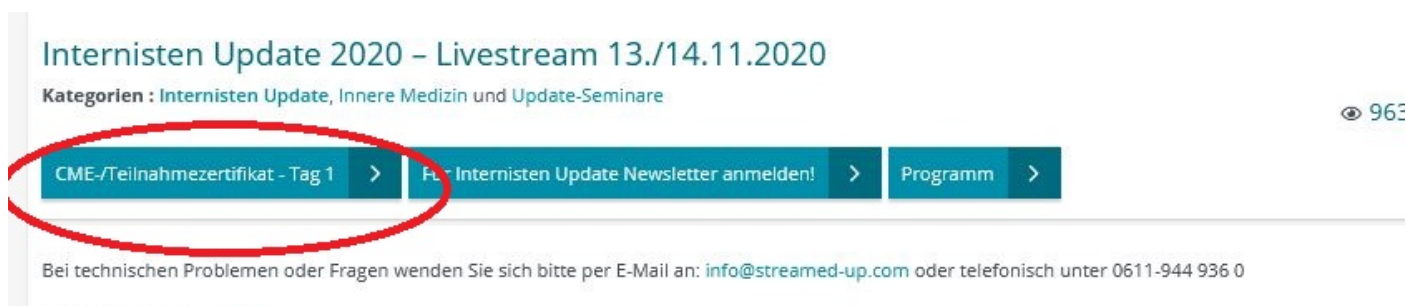 Internisten Update 2020 – Livestream 13./14.11.2020
Kategorien : Internisten Update, Innere Medizin und Update-Seminare
963
CME-/Teilnahmezertifikat - Tag 1
Für Internisten Update Newsletter anmelden!
Programm
Bei technischen Problemen oder Fragen wenden Sie sich bitte per E-Mail an: info@streamed-up.com oder telefonisch unter 0611-944 936 0